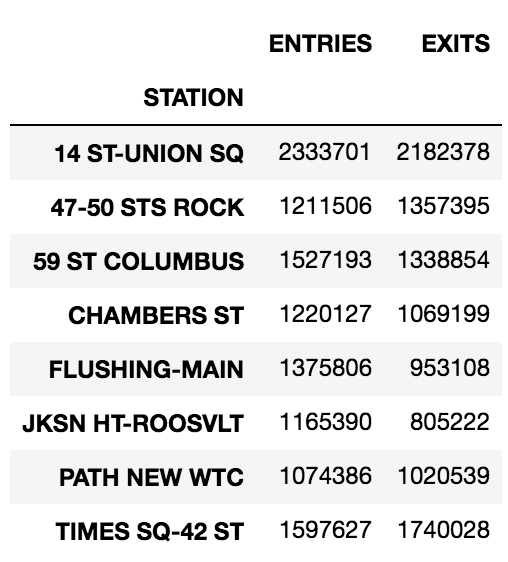 ENTRIES EXITS
STATION
14 ST-UNION SQ 2333701 2182378
47-50 STS ROCK 1211506 1357395
59 ST COLUMBUS 1527193 1338854
CHAMBERS ST 1220127 1069199
FLUSHING-MAIN 1375806 953108
JKSN HT-ROOSVLT 1165390 805222
PATH NEW WTC 1074386 1020539
TIMES SQ-42 ST 1597627 1740028